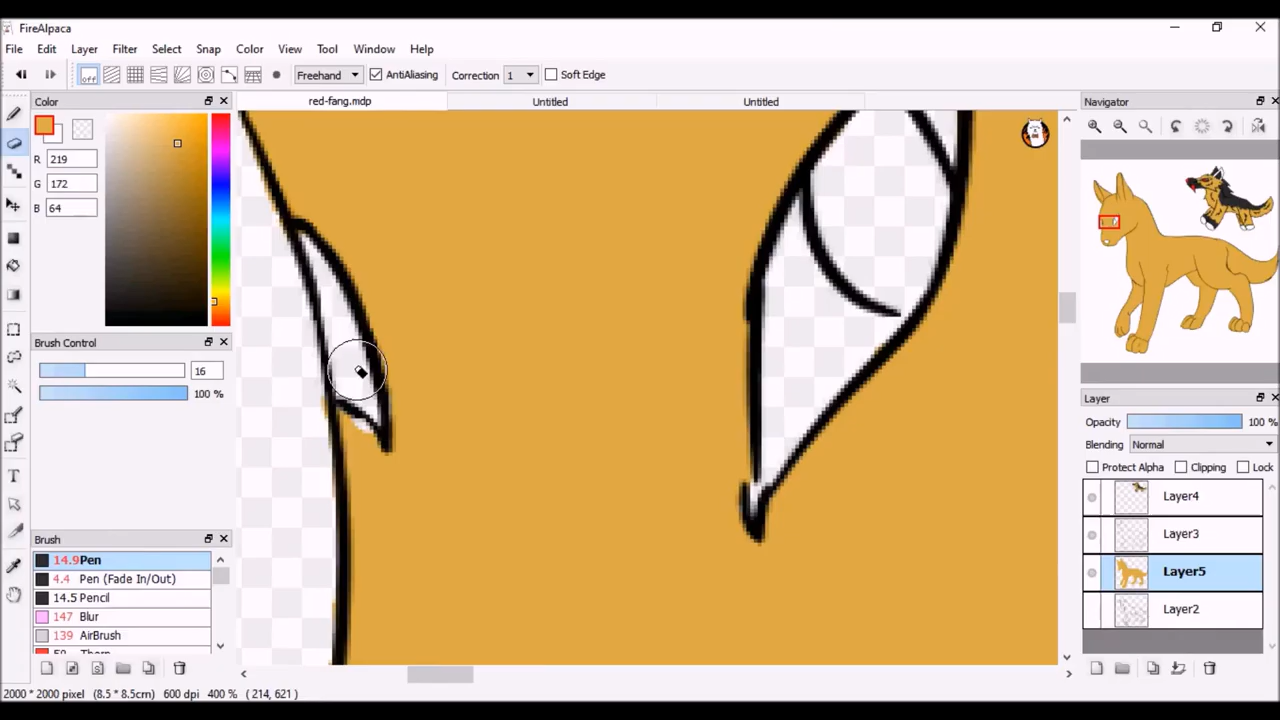 FireAlpaca
File Edit Layer Filter Select Snap Color View Tool Window Help
off Freehand AntiAliasing Correction 1 Soft Edge
Color
red-fang.mdp Untitled Untitled
Navigator
R 219
G 172
B 64
Brush Control
16
100 %
Brush
14.9 Pen
4.4 Pen (Fade In/Out)
14.5 Pencil
147 Blur
139 AirBrush
Layer
Opacity 100 %
Blending Normal
Protect Alpha Clipping Lock
Layer4
Layer3
Layer5
Layer2
2000 * 2000 pixel (8.5 * 8.5cm) 600 dpi 400 % ( 214, 621 )